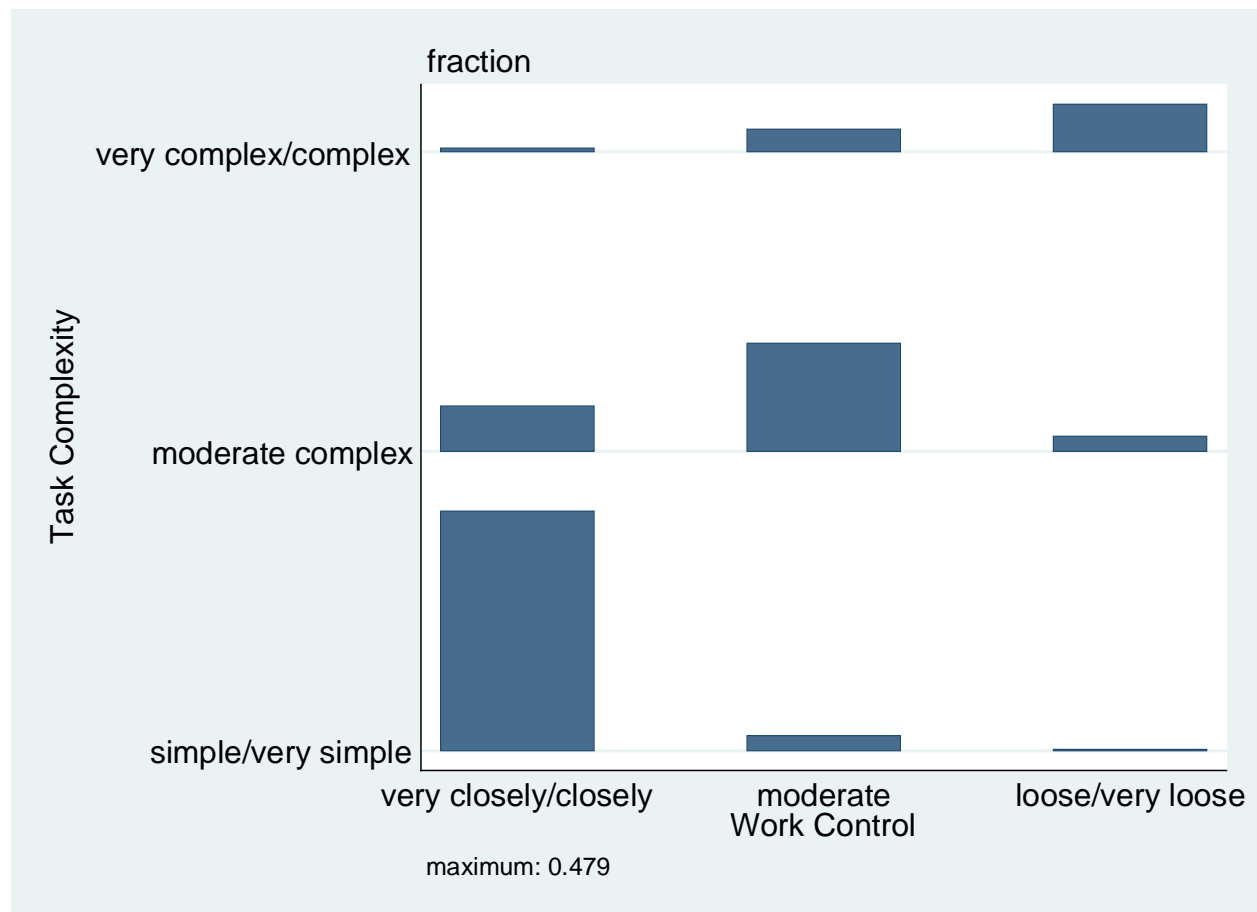 fraction
very complex/complex
moderate complex
simple/very simple
Task Complexity
very closely/closely
moderate
loose/very loose
Work Control
maximum: 0.479